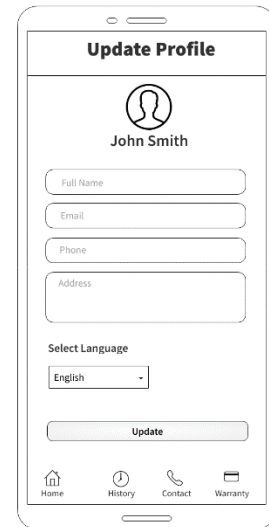 Update Profile
John Smith
Full Name
Email
Phone
Address
Select Language
English
Update
Home History Contact Warranty